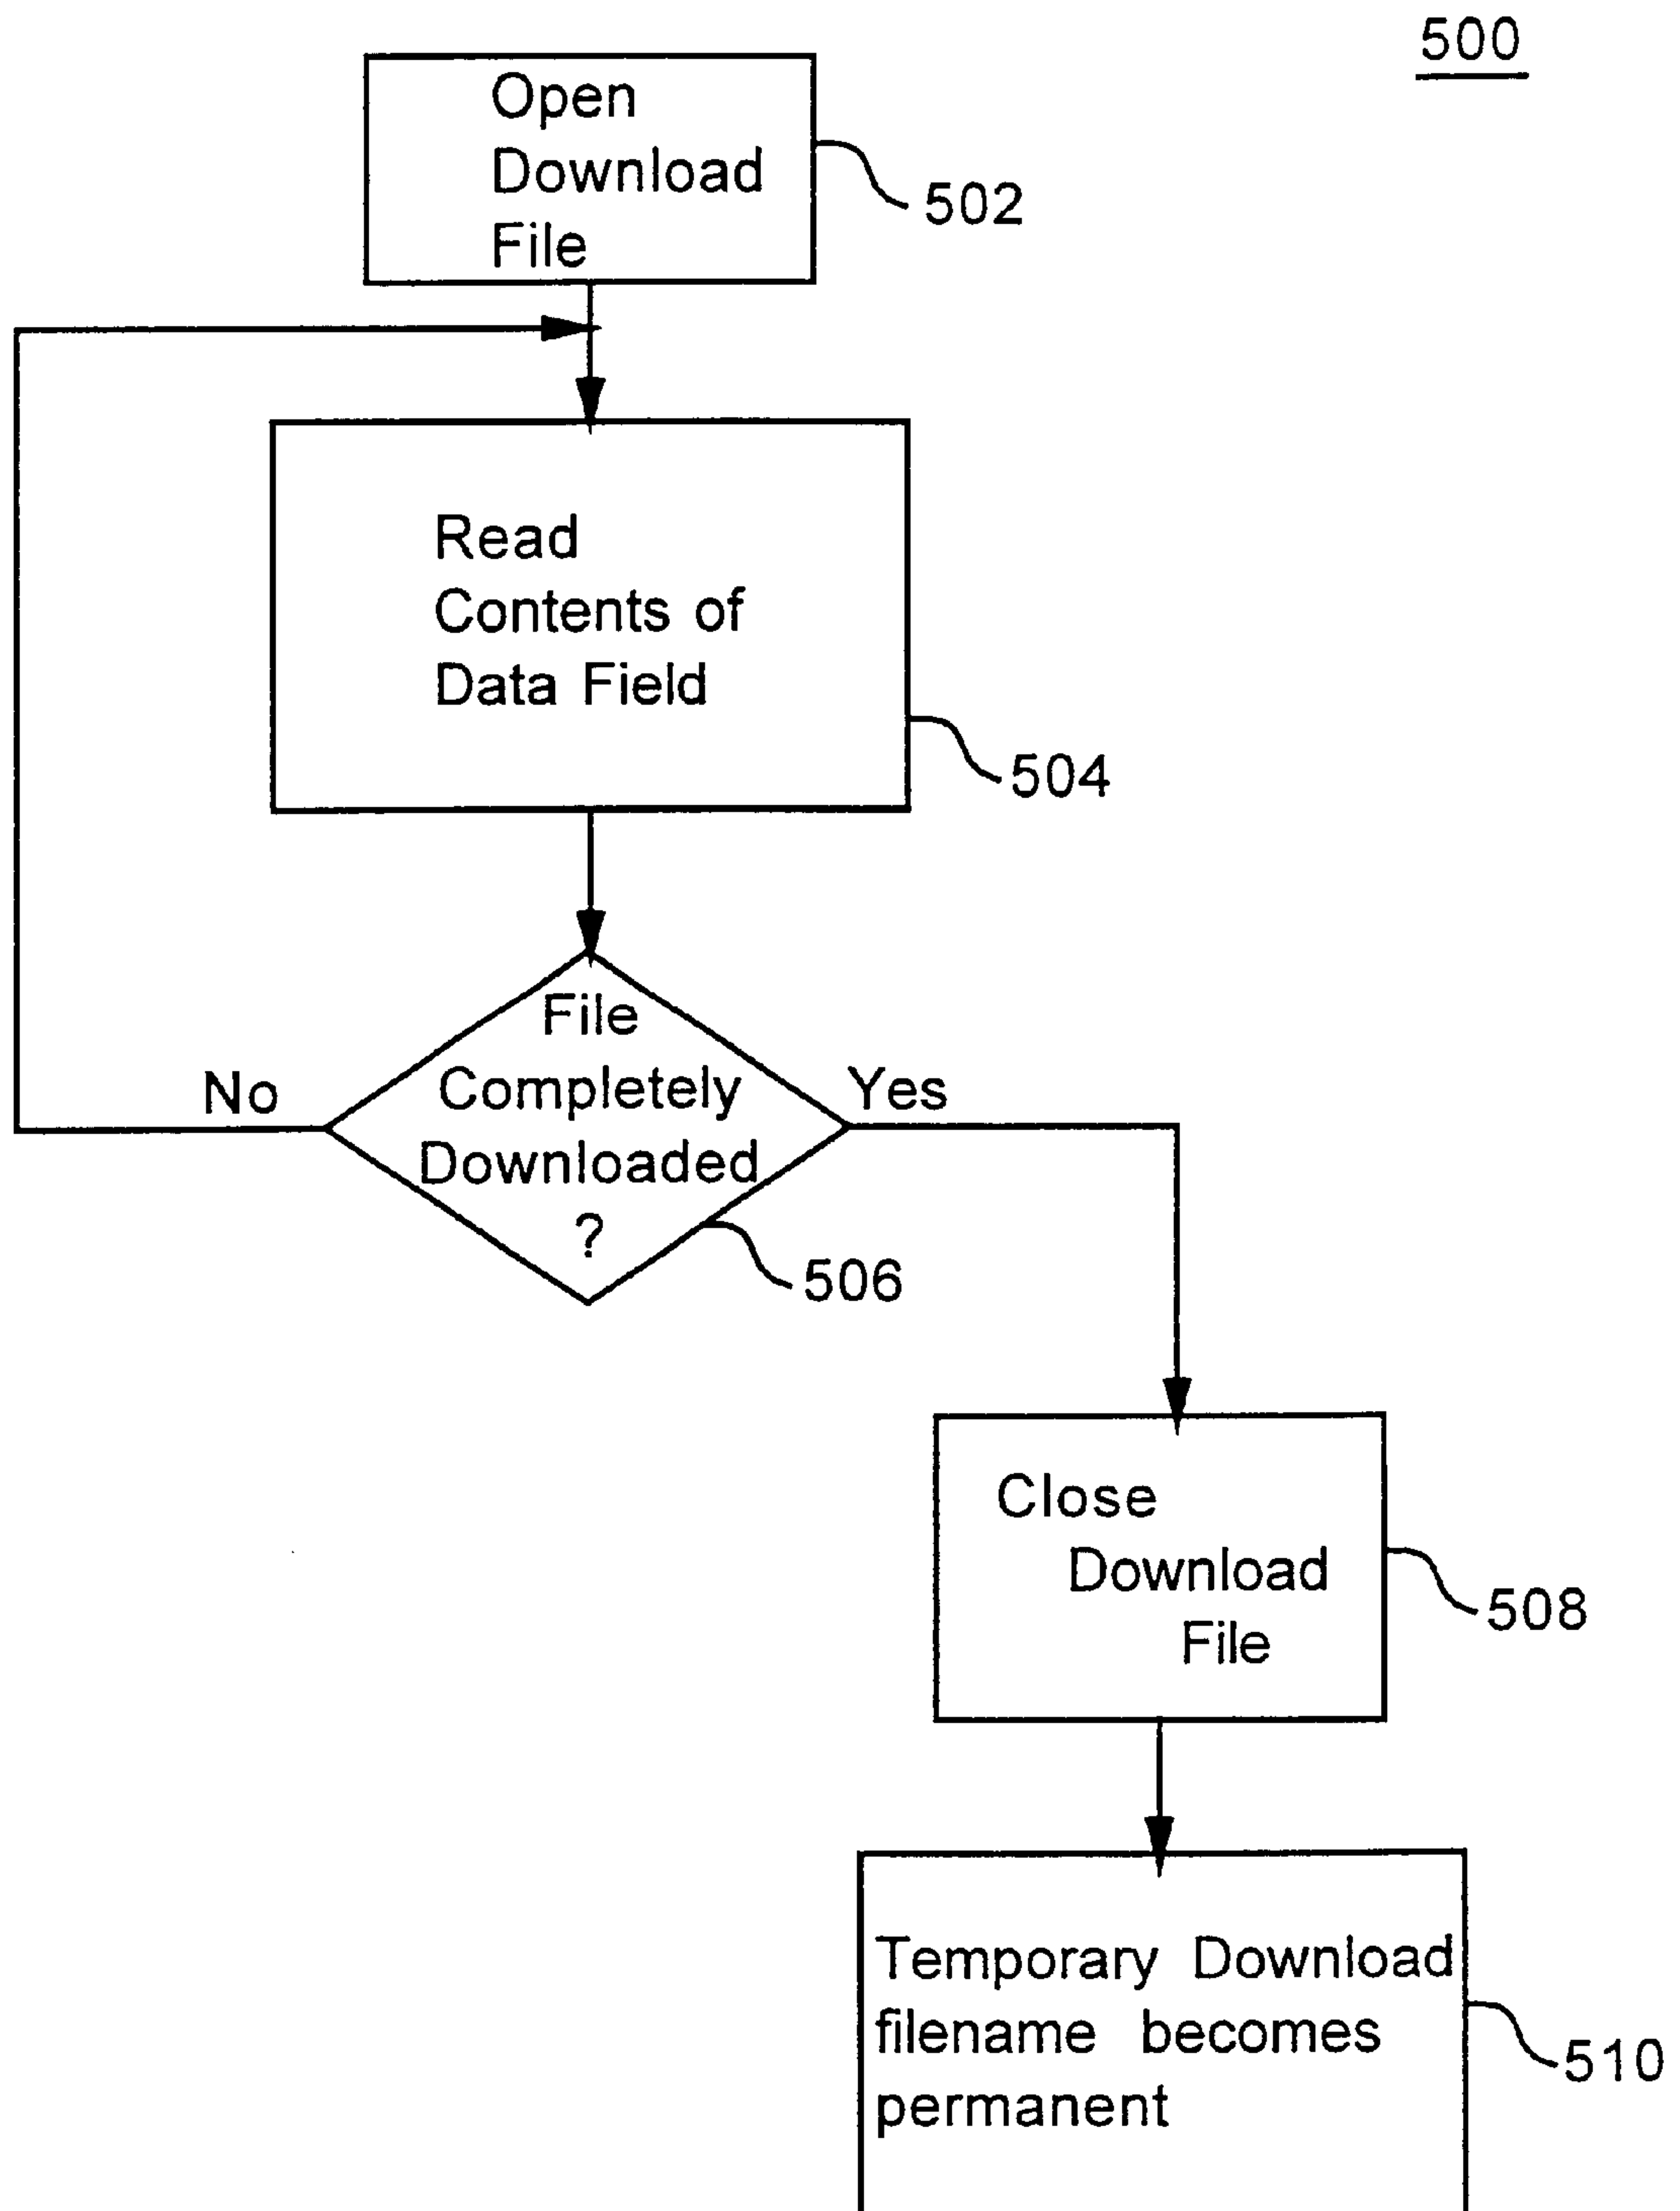 500
Open
Download
File
502
Read
Contents of
Data Field
504
File
Completely
Downloaded
?
No
Yes
506
Close
Download
File
508
Temporary Download
filename becomes
permanent
510